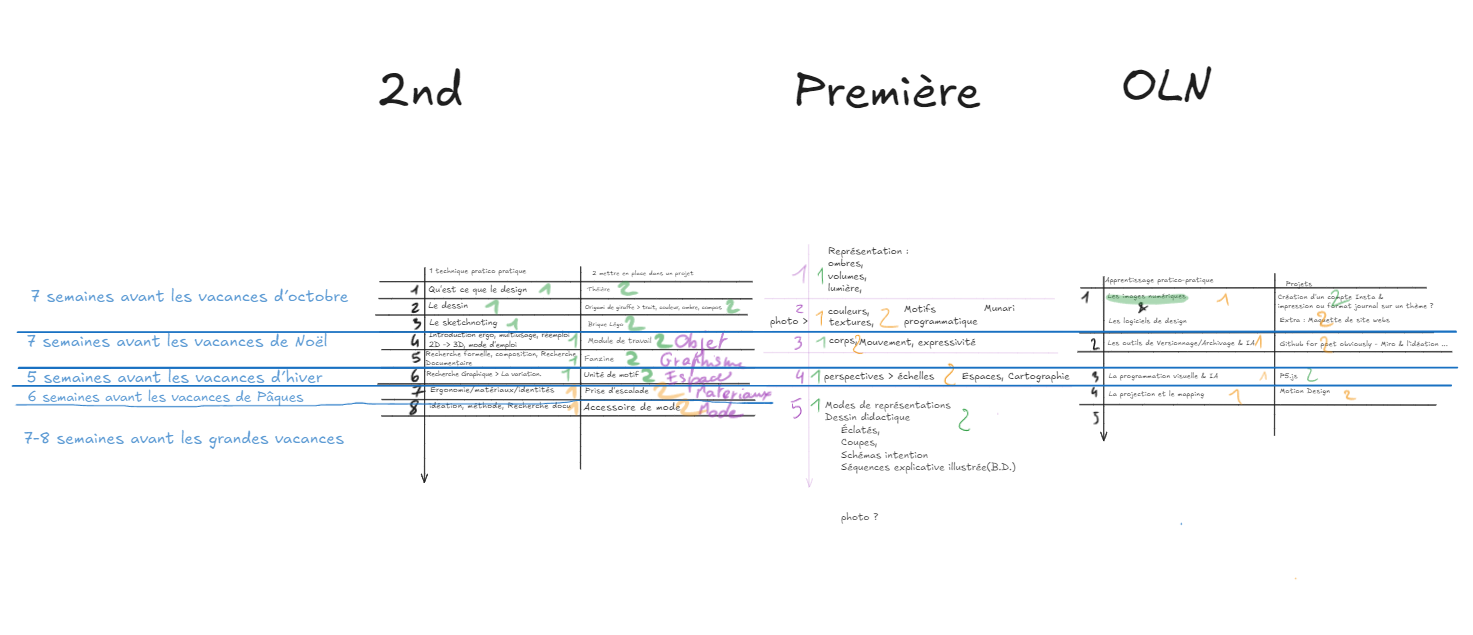 2nd
Première
OLN
7 semaines avant les vacances d'octobre
7 semaines avant les vacances de Noël
5 semaines avant les vacances d'hiver
6 semaines avant les vacances de Pâques
7-8 semaines avant les grandes vacances
1 technique pratico pratique
2 mettre en place dans un projet
1 Qu'est ce que le design 1
Théière 2
2 Le dessin 1
Origami de giraffe > trait, couleur, ombre, compos 2
3 Le sketchnoting 1
Brique Légo 2
4 Introduction ergo, multiusage, réemploi
2D -> 3D, mode d'emploi 1
Module de travail 2 Objet
5 Recherche formelle, composition, Recherche
Documentaire 1
Fanzine 2 Graphisme
6 Recherche Graphique > La variation. 1
Unité de motif 2 Espace
7 Ergonomie/matériaux/identités 1
Prise d'escalade 2 Materiaux
8 idéation, méthode, Recherche docu 1
Accessoire de mode 2 Mode
1 1 Représentation :
ombres,
volumes,
lumière,
2
photo > 1 couleurs,
textures, 2
Motifs Munari
programmatique
3 1 corps, 2 Mouvement, expressivité
4 1 perspectives > échelles 2 Espaces, Cartographie
5 1 Modes de représentations
Dessin didactique 2
Éclatés,
Coupes,
Schémas intention
Séquences explicative illustrée(B.D.)
photo ?
Apprentissage pratico-pratique
Projets
1 Les images numériques 1
&
Les logiciels de design
Création d'un compte Insta & 2
impression au format journal sur un thème ?
Extra : Maquette de site webs 2
2 Les outils de Versionnage/Archivage & IA 1
Github for poet obviously - Miro & l'idéation ... 2
3 La programmation visuelle & IA 1
P5.js 2
4 La projection et le mapping 1
Motion Design 2
5